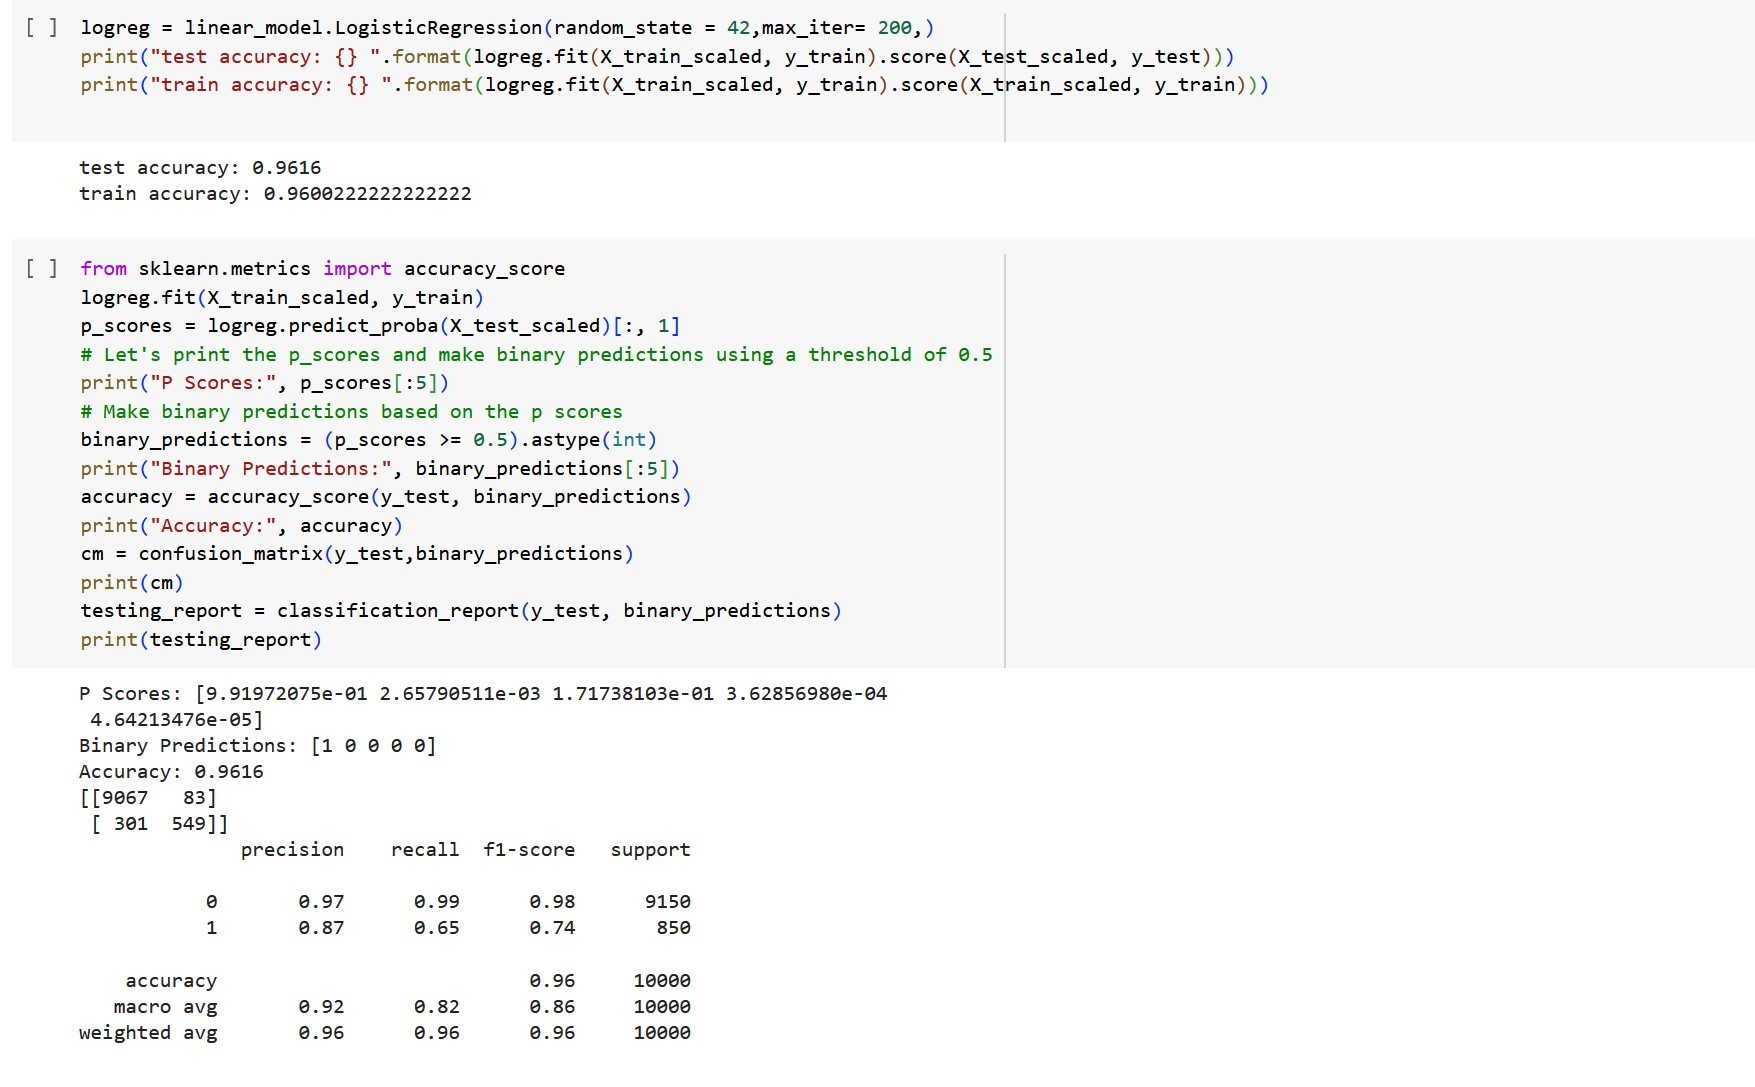 [ ] logreg = linear_model.LogisticRegression(random_state = 42,max_iter= 200,)
print("test accuracy: {} ".format(logreg.fit(X_train_scaled, y_train).score(X_test_scaled, y_test)))
print("train accuracy: {} ".format(logreg.fit(X_train_scaled, y_train).score(X_train_scaled, y_train)))
test accuracy: 0.9616
train accuracy: 0.9600222222222222
[ ] from sklearn.metrics import accuracy_score
logreg.fit(X_train_scaled, y_train)
p_scores = logreg.predict_proba(X_test_scaled)[:, 1]
# Let's print the p_scores and make binary predictions using a threshold of 0.5
print("P Scores:", p_scores[:5])
# Make binary predictions based on the p scores
binary_predictions = (p_scores >= 0.5).astype(int)
print("Binary Predictions:", binary_predictions[:5])
accuracy = accuracy_score(y_test, binary_predictions)
print("Accuracy:", accuracy)
cm = confusion_matrix(y_test,binary_predictions)
print(cm)
testing_report = classification_report(y_test, binary_predictions)
print(testing_report)
P Scores: [9.91972075e-01 2.65790511e-03 1.71738103e-01 3.62856980e-04
4.64213476e-05]
Binary Predictions: [1 0 0 0 0]
Accuracy: 0.9616
[[9067   83]
[ 301  549]]
precision    recall  f1-score   support
0       0.97      0.99      0.98      9150
1       0.87      0.65      0.74       850
accuracy                           0.96     10000
macro avg       0.92      0.82      0.86     10000
weighted avg       0.96      0.96      0.96     10000